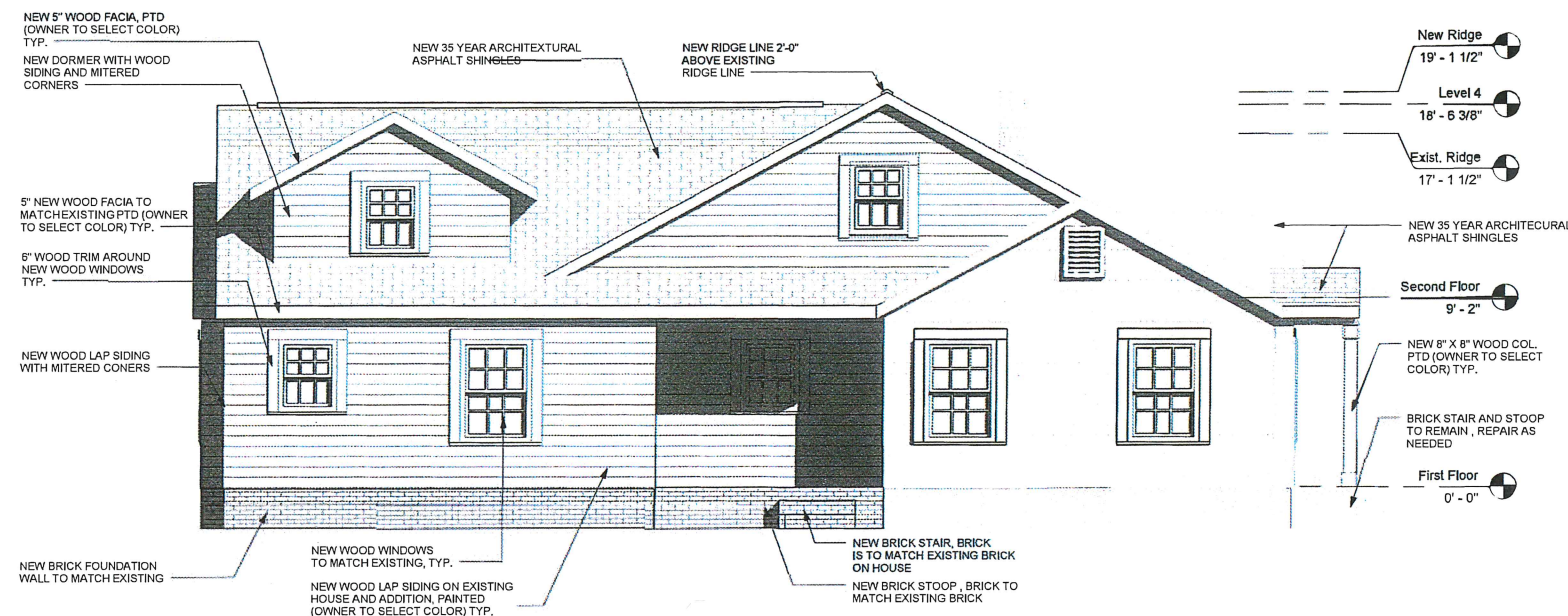 NEW 5" WOOD FACIA, PTD
(OWNER TO SELECT COLOR)
TYP.
NEW DORMER WITH WOOD
SIDING AND MITERED
CORNERS
5" NEW WOOD FACIA TO
MATCH EXISTING PTD (OWNER
TO SELECT COLOR) TYP.
6" WOOD TRIM AROUND
NEW WOOD WINDOWS
TYP.
NEW WOOD LAP SIDING
WITH MITERED CONERS
NEW BRICK FOUNDATION
WALL TO MATCH EXISTING
NEW 35 YEAR ARCHITEXTURAL
ASPHALT SHINGLES
NEW RIDGE LINE 2'-0"
ABOVE EXISTING
RIDGE LINE
NEW WOOD WINDOWS
TO MATCH EXISTING, TYP.
NEW WOOD LAP SIDING ON EXISTING
HOUSE AND ADDITION, PAINTED
(OWNER TO SELECT COLOR) TYP.
NEW BRICK STAIR, BRICK
IS TO MATCH EXISTING BRICK
ON HOUSE
NEW BRICK STOOP , BRICK TO
MATCH EXISTING BRICK
New Ridge
19' - 1 1/2"
Level 4
18' - 6 3/8"
Exist. Ridge
17' - 1 1/2"
NEW 35 YEAR ARCHITECURAL
ASPHALT SHINGLES
Second Floor
9' - 2"
NEW 8" X 8" WOOD COL.
PTD (OWNER TO SELECT
COLOR) TYP.
BRICK STAIR AND STOOP
TO REMAIN , REPAIR AS
NEEDED
First Floor
0' - 0"